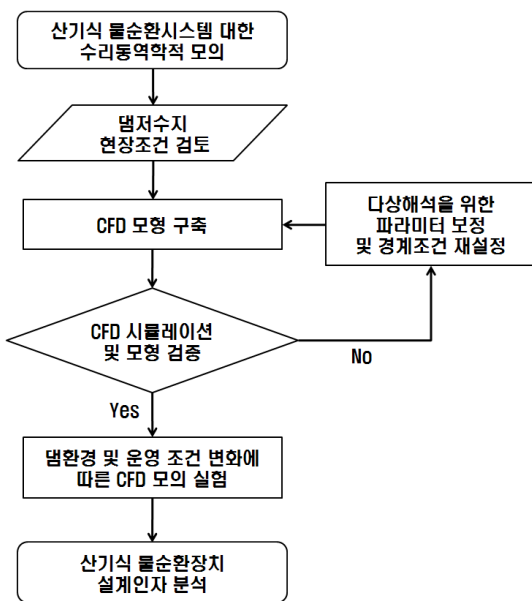 산기식 물순환시스템 대한
수리동역학적 모의
댐저수지
현장조건 검토
CFD 모형 구축
다상해석을 위한
파라미터 보정
및 경계조건 재설정
CFD 시뮬레이션
및 모형 검증
No
Yes
댐환경 및 운영 조건 변화에
따른 CFD 모의 실험
산기식 물순환장치
설계인자 분석